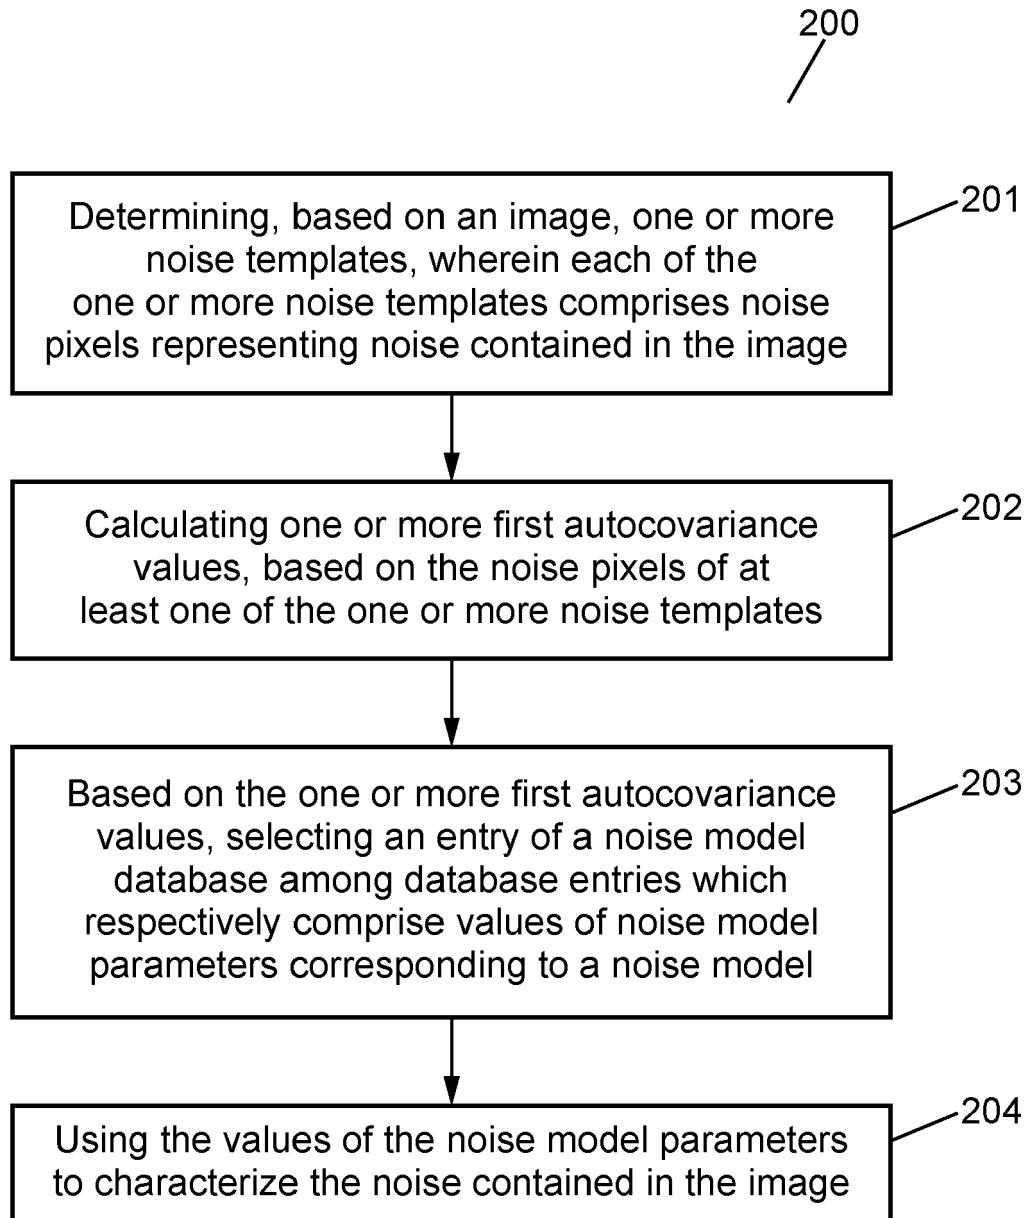 200
201
Determining, based on an image, one or more
noise templates, wherein each of the
one or more noise templates comprises noise
pixels representing noise contained in the image
202
Calculating one or more first autocovariance
values, based on the noise pixels of at
least one of the one or more noise templates
203
Based on the one or more first autocovariance
values, selecting an entry of a noise model
database among database entries which
respectively comprise values of noise model
parameters corresponding to a noise model
204
Using the values of the noise model parameters
to characterize the noise contained in the image